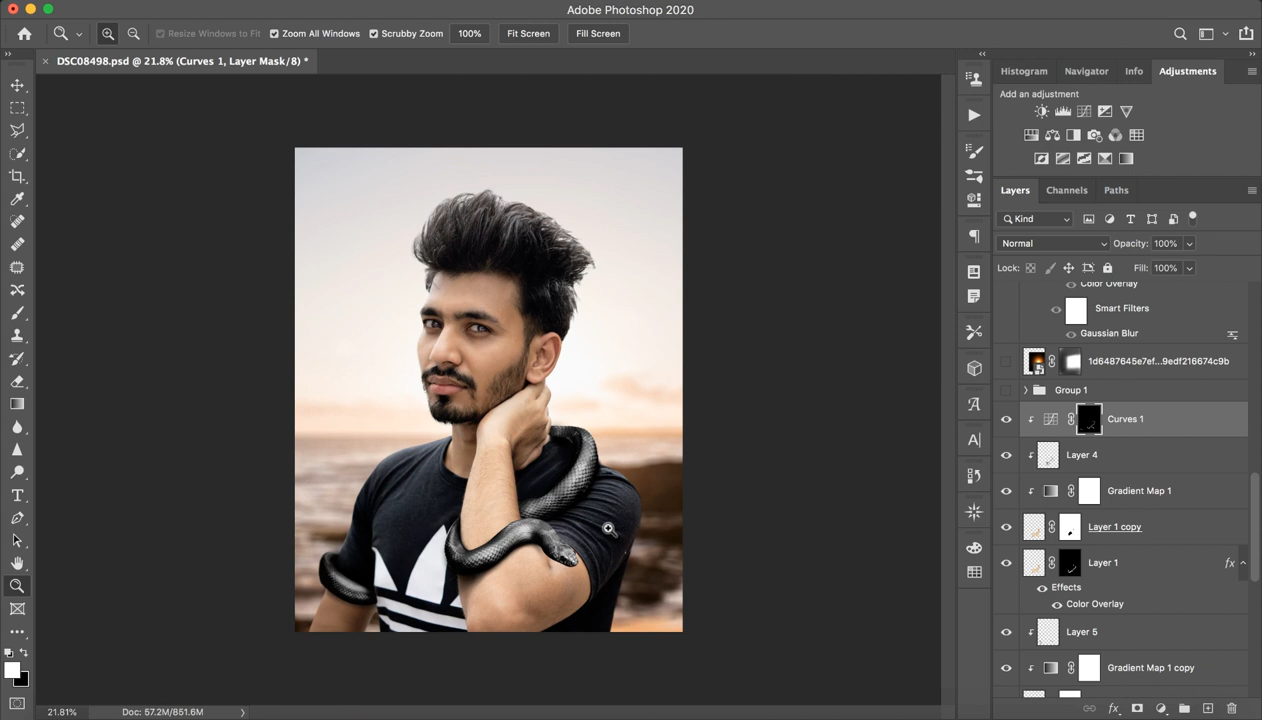 Adobe Photoshop 2020
Resize Windows to Fit Zoom All Windows Scrubby Zoom 100% Fit Screen Fill Screen
DSC08498.psd @ 21.8% (Curves 1, Layer Mask/8) *
Histogram Navigator Info Adjustments
Add an adjustment
Layers Channels Paths
Kind
Normal Opacity: 100%
Lock: Fill: 100%
Color Overlay
Smart Filters
Gaussian Blur
1d6487645e7ef...9edf216674c9b
Group 1
Curves 1
Layer 4
Gradient Map 1
Layer 1 copy
Layer 1 fx
Effects
Color Overlay
Layer 5
Gradient Map 1 copy
21.81% Doc: 57.2M/851.6M